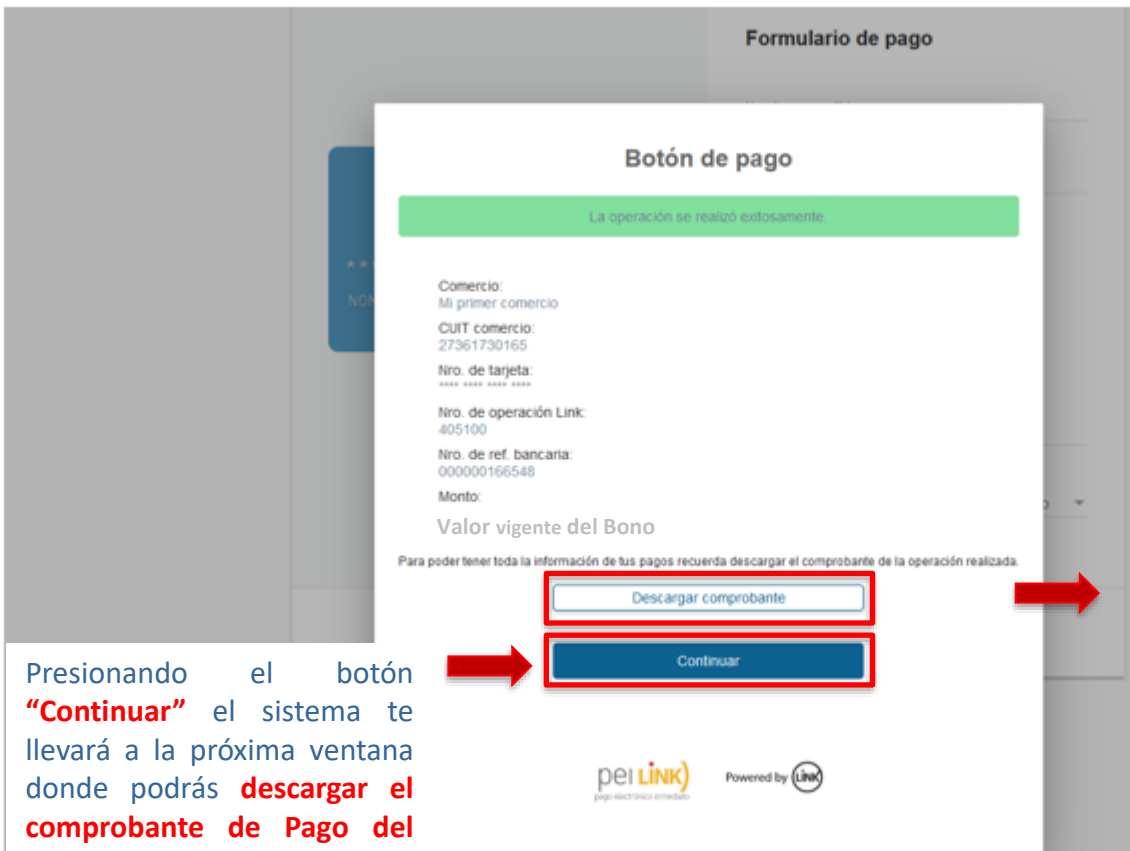 Formulario de pago
Botón de pago
La operación se realizó exitosamente.
Comercio:
Mi primer comercio
CUIT comercio:
27361730165
Nro. de tarjeta:
**** **** **** ****
Nro. de operación Link:
405100
Nro. de ref. bancaria:
000000166548
Monto:
Valor vigente del Bono
Para poder tener toda la información de tus pagos recuerda descargar el comprobante de la operación realizada.
Descargar comprobante
Continuar
Presionando el botón
“Continuar” el sistema te
llevará a la próxima ventana
donde podrás descargar el
comprobante de Pago del
pei LINK)
pago electrónico inmediato
Powered by LINK